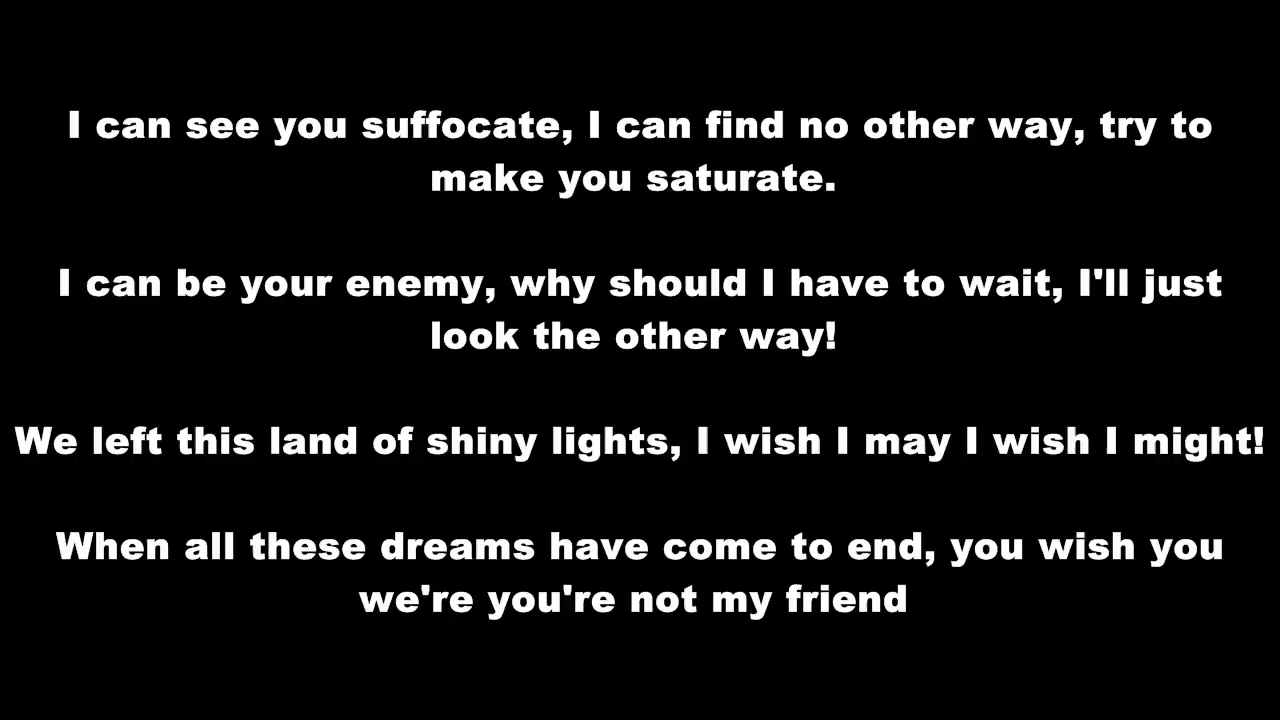 I can see you suffocate, I can find no other way, try to
make you saturate.
I can be your enemy, why should I have to wait, I'll just
look the other way!
We left this land of shiny lights, I wish I may I wish I might!
When all these dreams have come to end, you wish you
we're you're not my friend